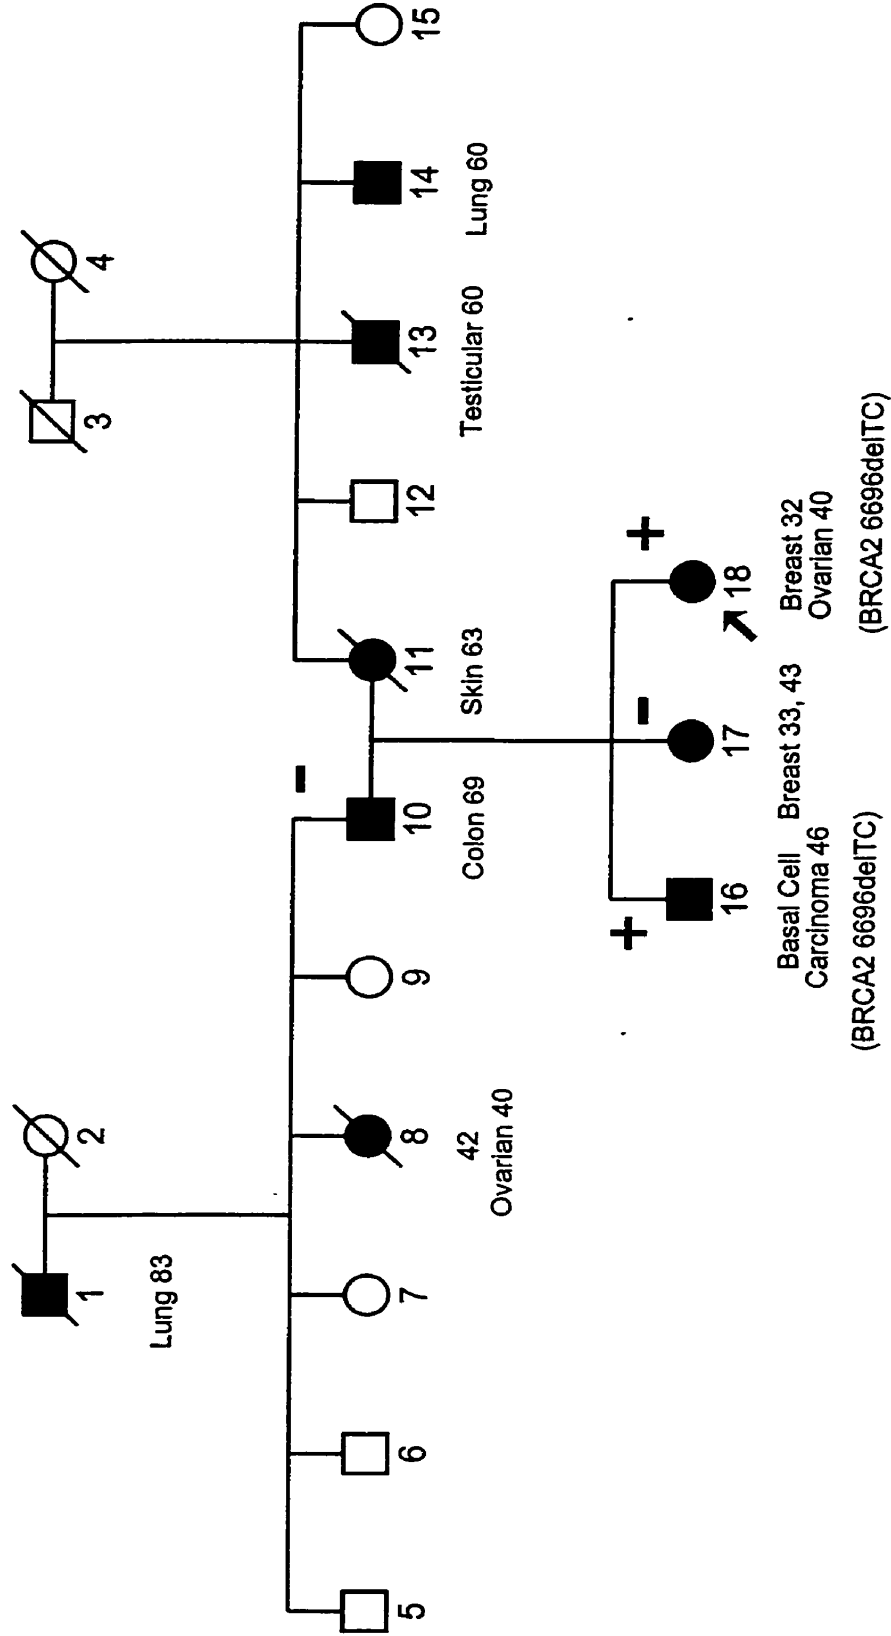 1
2
Lung 83
3
4
5
6
7
8
42
Ovarian 40
9
10
-
Colon 69
11
Skin 63
12
13
Testicular 60
14
Lung 60
15
+
16
Basal Cell
Carcinoma 46
(BRCA2 6696delTC)
-
17
Breast 33, 43
+
18
Breast 32
Ovarian 40
(BRCA2 6696delTC)